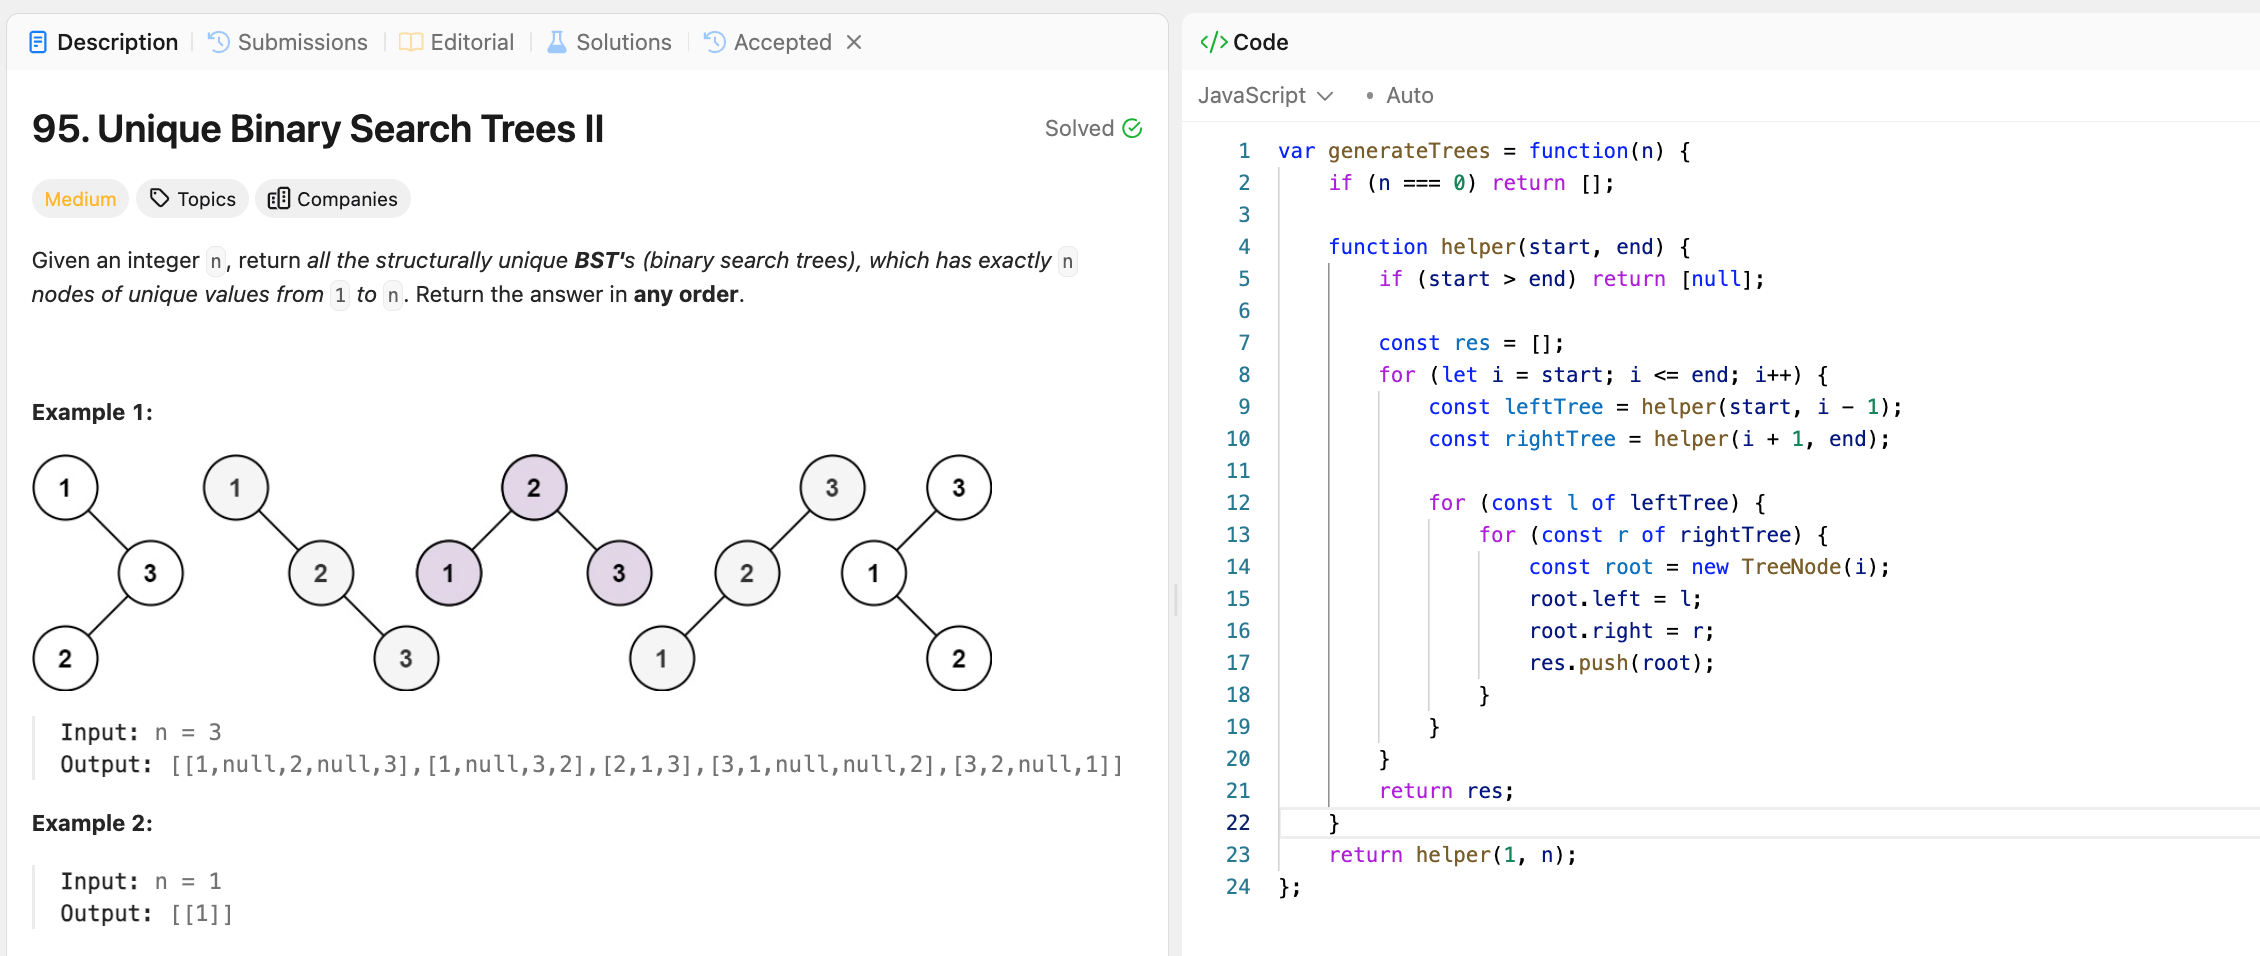 Description Submissions Editorial Solutions Accepted
95. Unique Binary Search Trees II
Solved
Medium Topics Companies
Given an integer n, return all the structurally unique BST's (binary search trees), which has exactly n
nodes of unique values from 1 to n. Return the answer in any order.
Example 1:
1 1 2 3 3
3 2 1 3 2 1
2 3 1 2
Input: n = 3
Output: [[1,null,2,null,3],[1,null,3,2],[2,1,3],[3,1,null,null,2],[3,2,null,1]]
Example 2:
Input: n = 1
Output: [[1]]
</> Code
JavaScript • Auto
1 var generateTrees = function(n) {
2     if (n === 0) return [];
3
4     function helper(start, end) {
5         if (start > end) return [null];
6
7         const res = [];
8         for (let i = start; i <= end; i++) {
9             const leftTree = helper(start, i - 1);
10             const rightTree = helper(i + 1, end);
11
12             for (const l of leftTree) {
13                 for (const r of rightTree) {
14                     const root = new TreeNode(i);
15                     root.left = l;
16                     root.right = r;
17                     res.push(root);
18                 }
19             }
20         }
21         return res;
22     }
23     return helper(1, n);
24 };